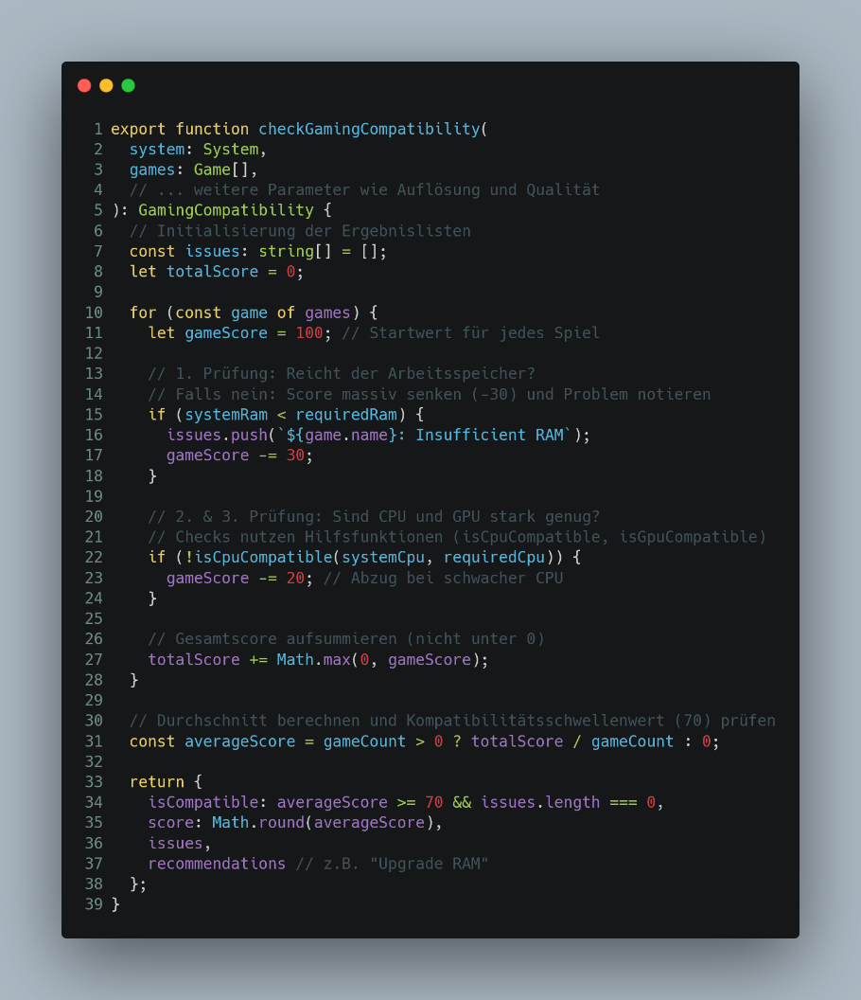 1 export function checkGamingCompatibility(
2   system: System,
3   games: Game[],
4   // ... weitere Parameter wie Auflösung und Qualität
5 ): GamingCompatibility {
6   // Initialisierung der Ergebnislisten
7   const issues: string[] = [];
8   let totalScore = 0;
9
10   for (const game of games) {
11     let gameScore = 100; // Startwert für jedes Spiel
12
13     // 1. Prüfung: Reicht der Arbeitsspeicher?
14     // Falls nein: Score massiv senken (-30) und Problem notieren
15     if (systemRam < requiredRam) {
16       issues.push(`${game.name}: Insufficient RAM`);
17       gameScore -= 30;
18     }
19
20     // 2. & 3. Prüfung: Sind CPU und GPU stark genug?
21     // Checks nutzen Hilfsfunktionen (isCpuCompatible, isGpuCompatible)
22     if (!isCpuCompatible(systemCpu, requiredCpu)) {
23       gameScore -= 20; // Abzug bei schwacher CPU
24     }
25
26     // Gesamtscore aufsummieren (nicht unter 0)
27     totalScore += Math.max(0, gameScore);
28   }
29
30   // Durchschnitt berechnen und Kompatibilitätsschwellenwert (70) prüfen
31   const averageScore = gameCount > 0 ? totalScore / gameCount : 0;
32
33   return {
34     isCompatible: averageScore >= 70 && issues.length === 0,
35     score: Math.round(averageScore),
36     issues,
37     recommendations // z.B. "Upgrade RAM"
38   };
39 }